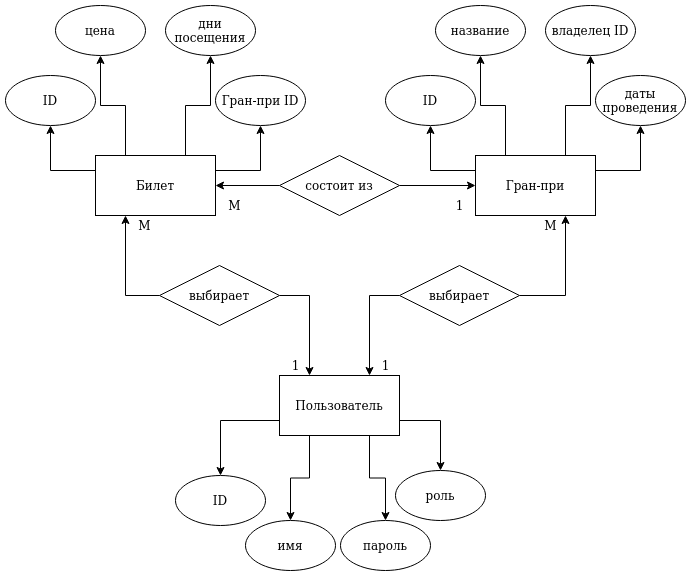 цена
дни
посещения
название
владелец ID
ID
Гран-при ID
ID
даты
проведения
Билет
состоит из
Гран-при
М
1
М
М
выбирает
выбирает
1
1
Пользователь
ID
роль
имя
пароль